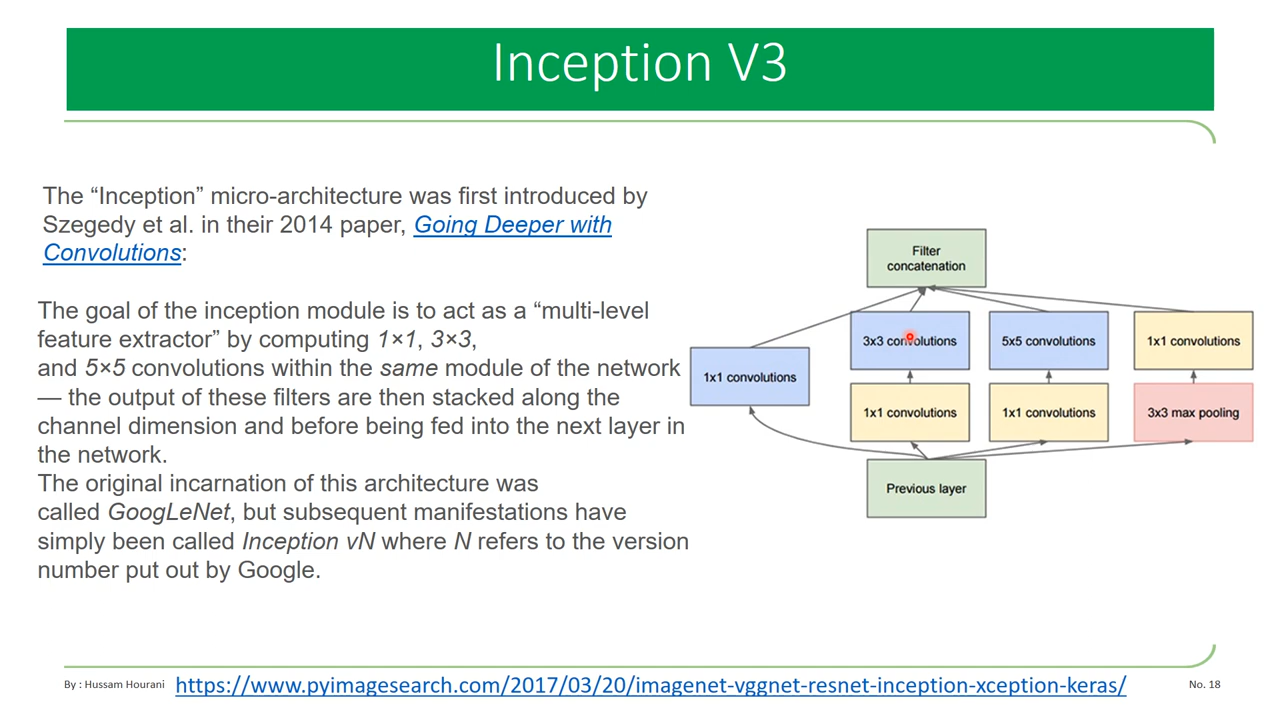 Inception V3
The “Inception” micro-architecture was first introduced by
Szegedy et al. in their 2014 paper, Going Deeper with
Convolutions:
The goal of the inception module is to act as a “multi-level
feature extractor” by computing 1×1, 3×3,
and 5×5 convolutions within the same module of the network
— the output of these filters are then stacked along the
channel dimension and before being fed into the next layer in
the network.
The original incarnation of this architecture was
called GoogLeNet, but subsequent manifestations have
simply been called Inception vN where N refers to the version
number put out by Google.
Filter
concatenation
3x3 convolutions
5x5 convolutions
1x1 convolutions
1x1 convolutions
1x1 convolutions
1x1 convolutions
3x3 max pooling
Previous layer
By : Hussam Hourani
https://www.pyimagesearch.com/2017/03/20/imagenet-vggnet-resnet-inception-xception-keras/
No. 18